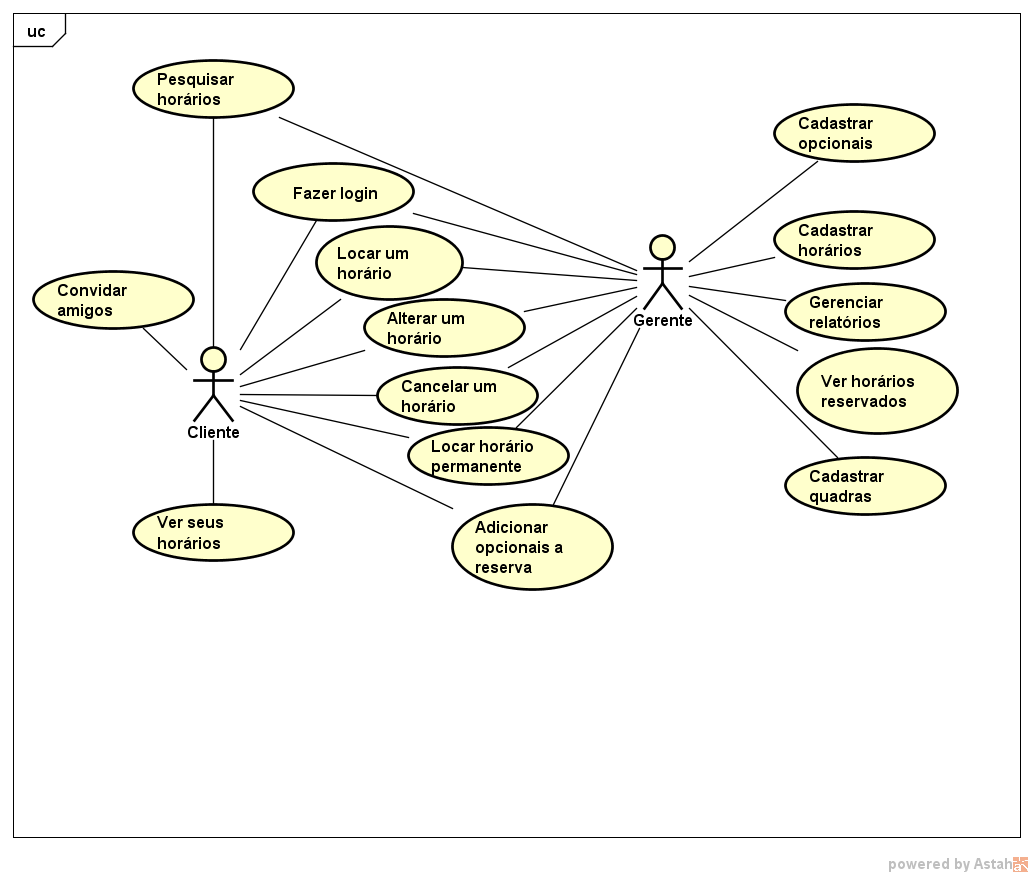 uc
Pesquisar
horários
Cadastrar
opcionais
Fazer login
Locar um
horário
Cadastrar
horários
Convidar
amigos
Gerente
Gerenciar
relatórios
Alterar um
horário
Cliente
Cancelar um
horário
Ver horários
reservados
Locar horário
permanente
Cadastrar
quadras
Ver seus
horários
Adicionar
opcionais a
reserva
powered by Astah